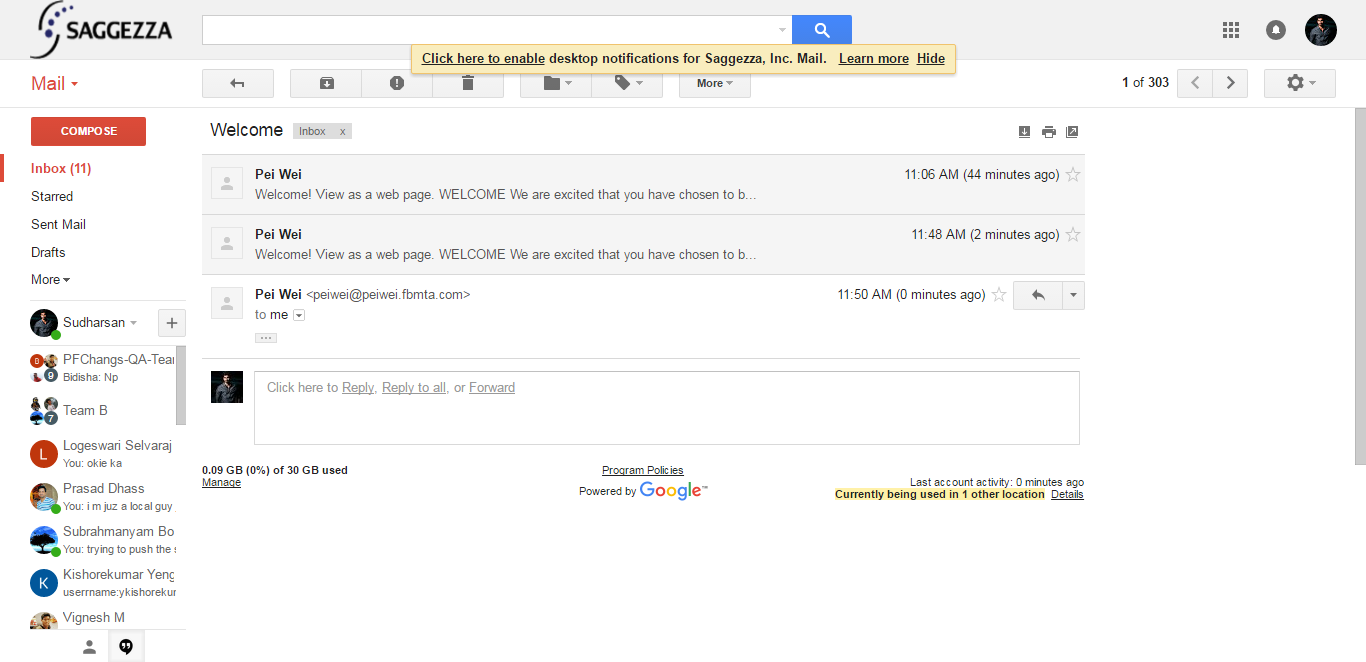 SAGGEZZA
Click here to enable desktop notifications for Saggezza, Inc. Mail. Learn more Hide
Mail
More
1 of 303
COMPOSE
Welcome Inbox x
Inbox (11)
Starred
Sent Mail
Drafts
More
Pei Wei 11:06 AM (44 minutes ago)
Welcome! View as a web page. WELCOME We are excited that you have chosen to b...
Pei Wei 11:48 AM (2 minutes ago)
Welcome! View as a web page. WELCOME We are excited that you have chosen to b...
Pei Wei <peiwei@peiwei.fbmta.com> 11:50 AM (0 minutes ago)
to me
Click here to Reply, Reply to all, or Forward
Sudharsan
PFChangs-QA-Tear
9
Bidisha: Np
Team B
7
L
Logeswari Selvaraj
You: okie ka
Prasad Dhass
You: i m juz a local guy
Subrahmanyam Bo
You: trying to push the s
K
Kishorekumar Yeng
userrname:ykishorekur
Vignesh M
0.09 GB (0%) of 30 GB used
Manage
Program Policies
Powered by Google™
Last account activity: 0 minutes ago
Currently being used in 1 other location Details